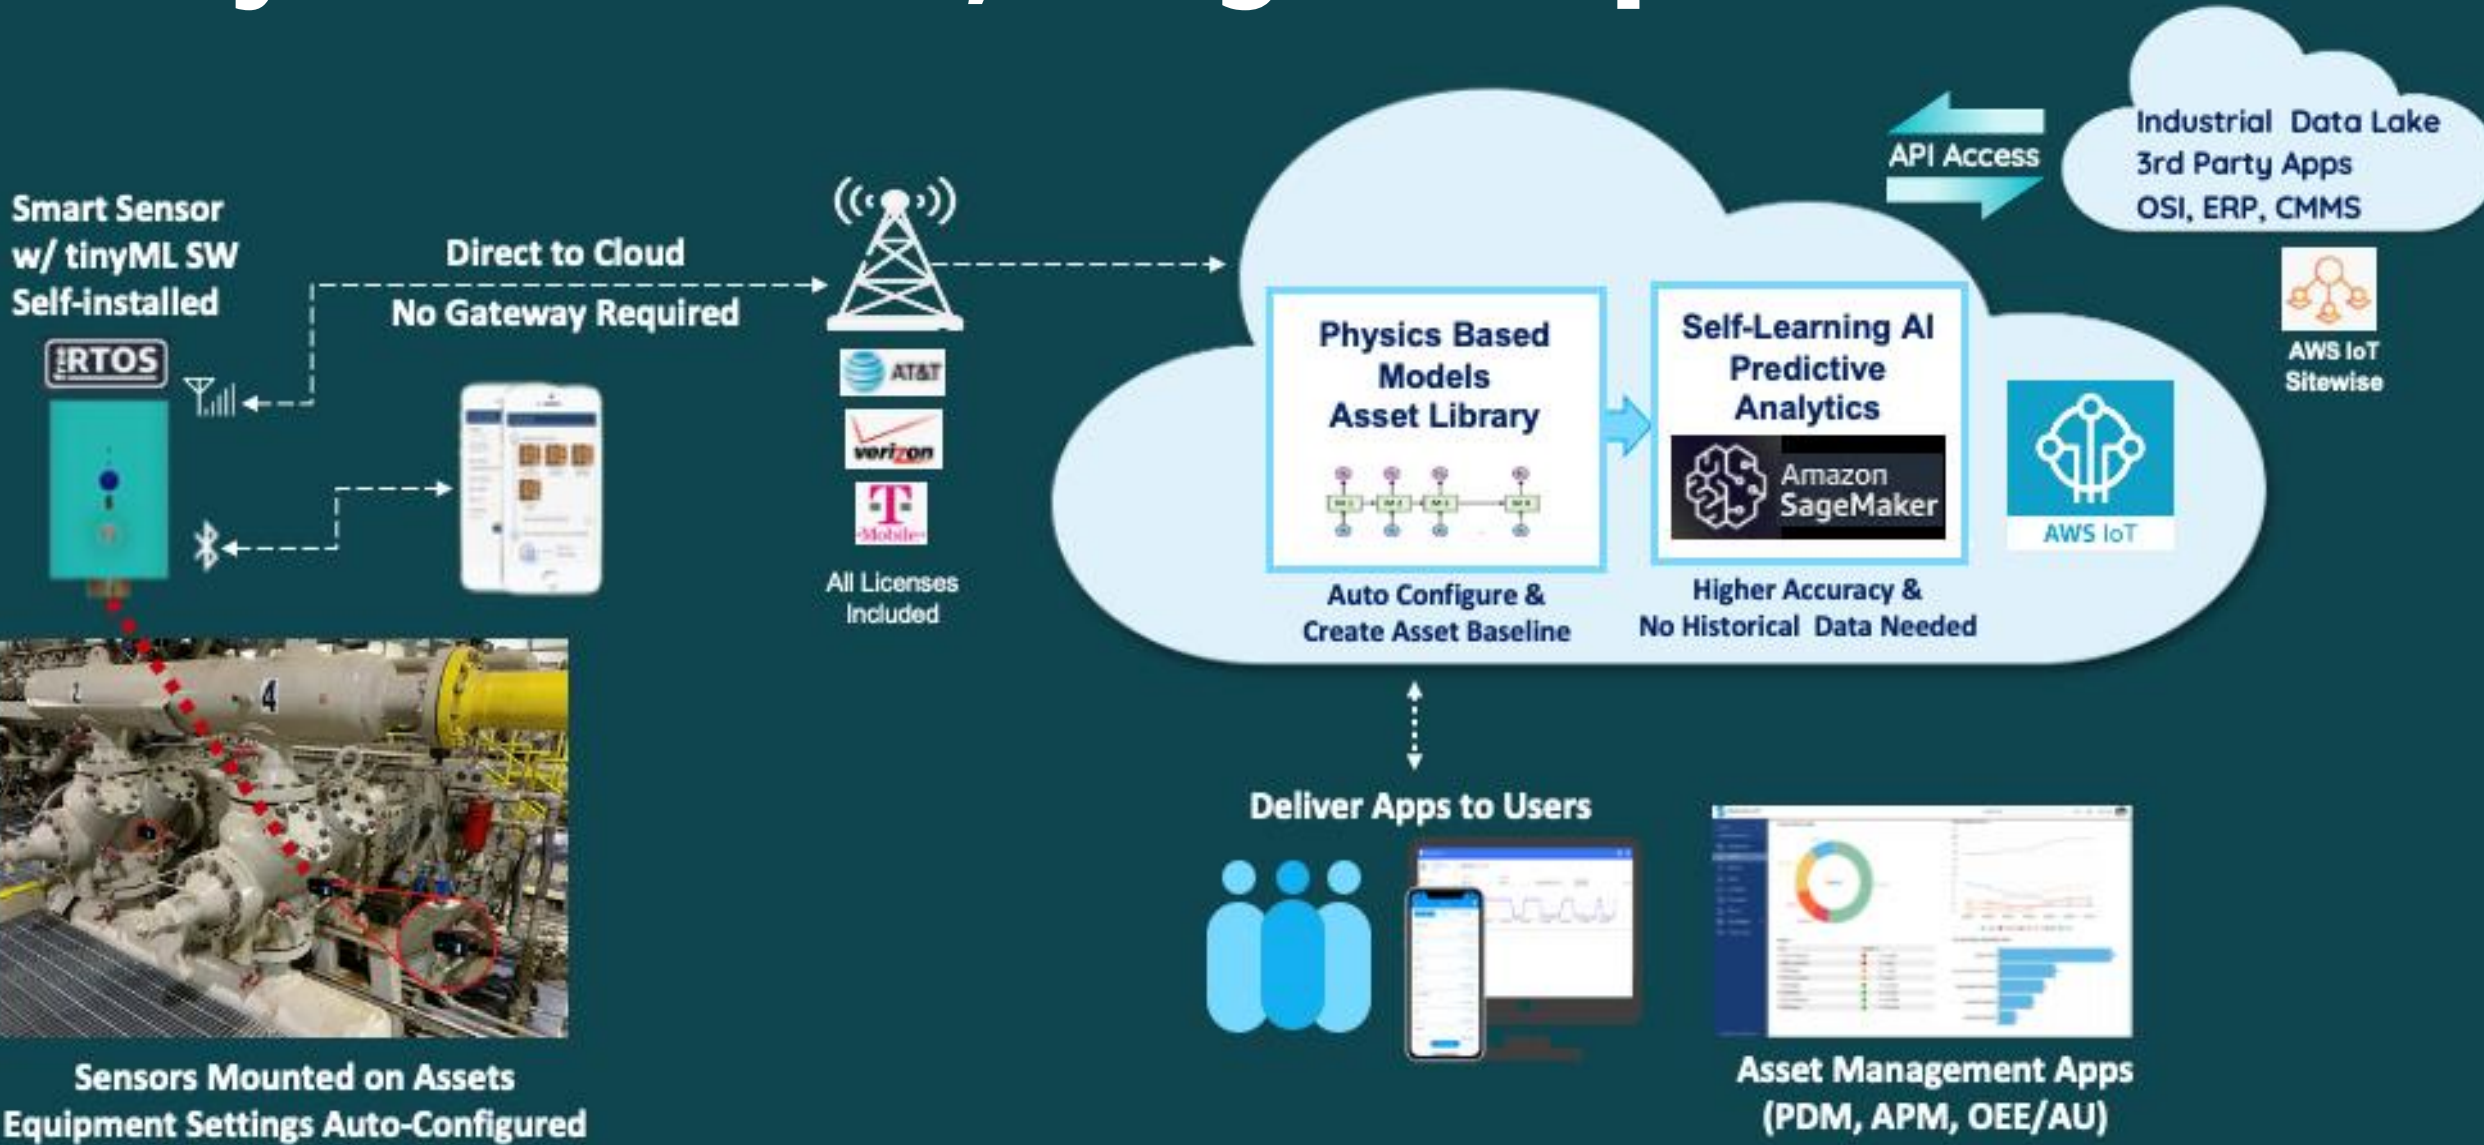 Smart Sensor
w/ tinyML SW
Self-installed
freeRTOS
Direct to Cloud
No Gateway Required
AT&T
verizon
T
Mobile
All Licenses
Included
Physics Based
Models
Asset Library
Auto Configure &
Create Asset Baseline
Self-Learning AI
Predictive
Analytics
Amazon
SageMaker
Higher Accuracy &
No Historical Data Needed
AWS IoT
API Access
Industrial Data Lake
3rd Party Apps
OSI, ERP, CMMS
AWS IoT
Sitewise
2
4
Sensors Mounted on Assets
Equipment Settings Auto-Configured
Deliver Apps to Users
Asset Management Apps
(PDM, APM, OEE/AU)